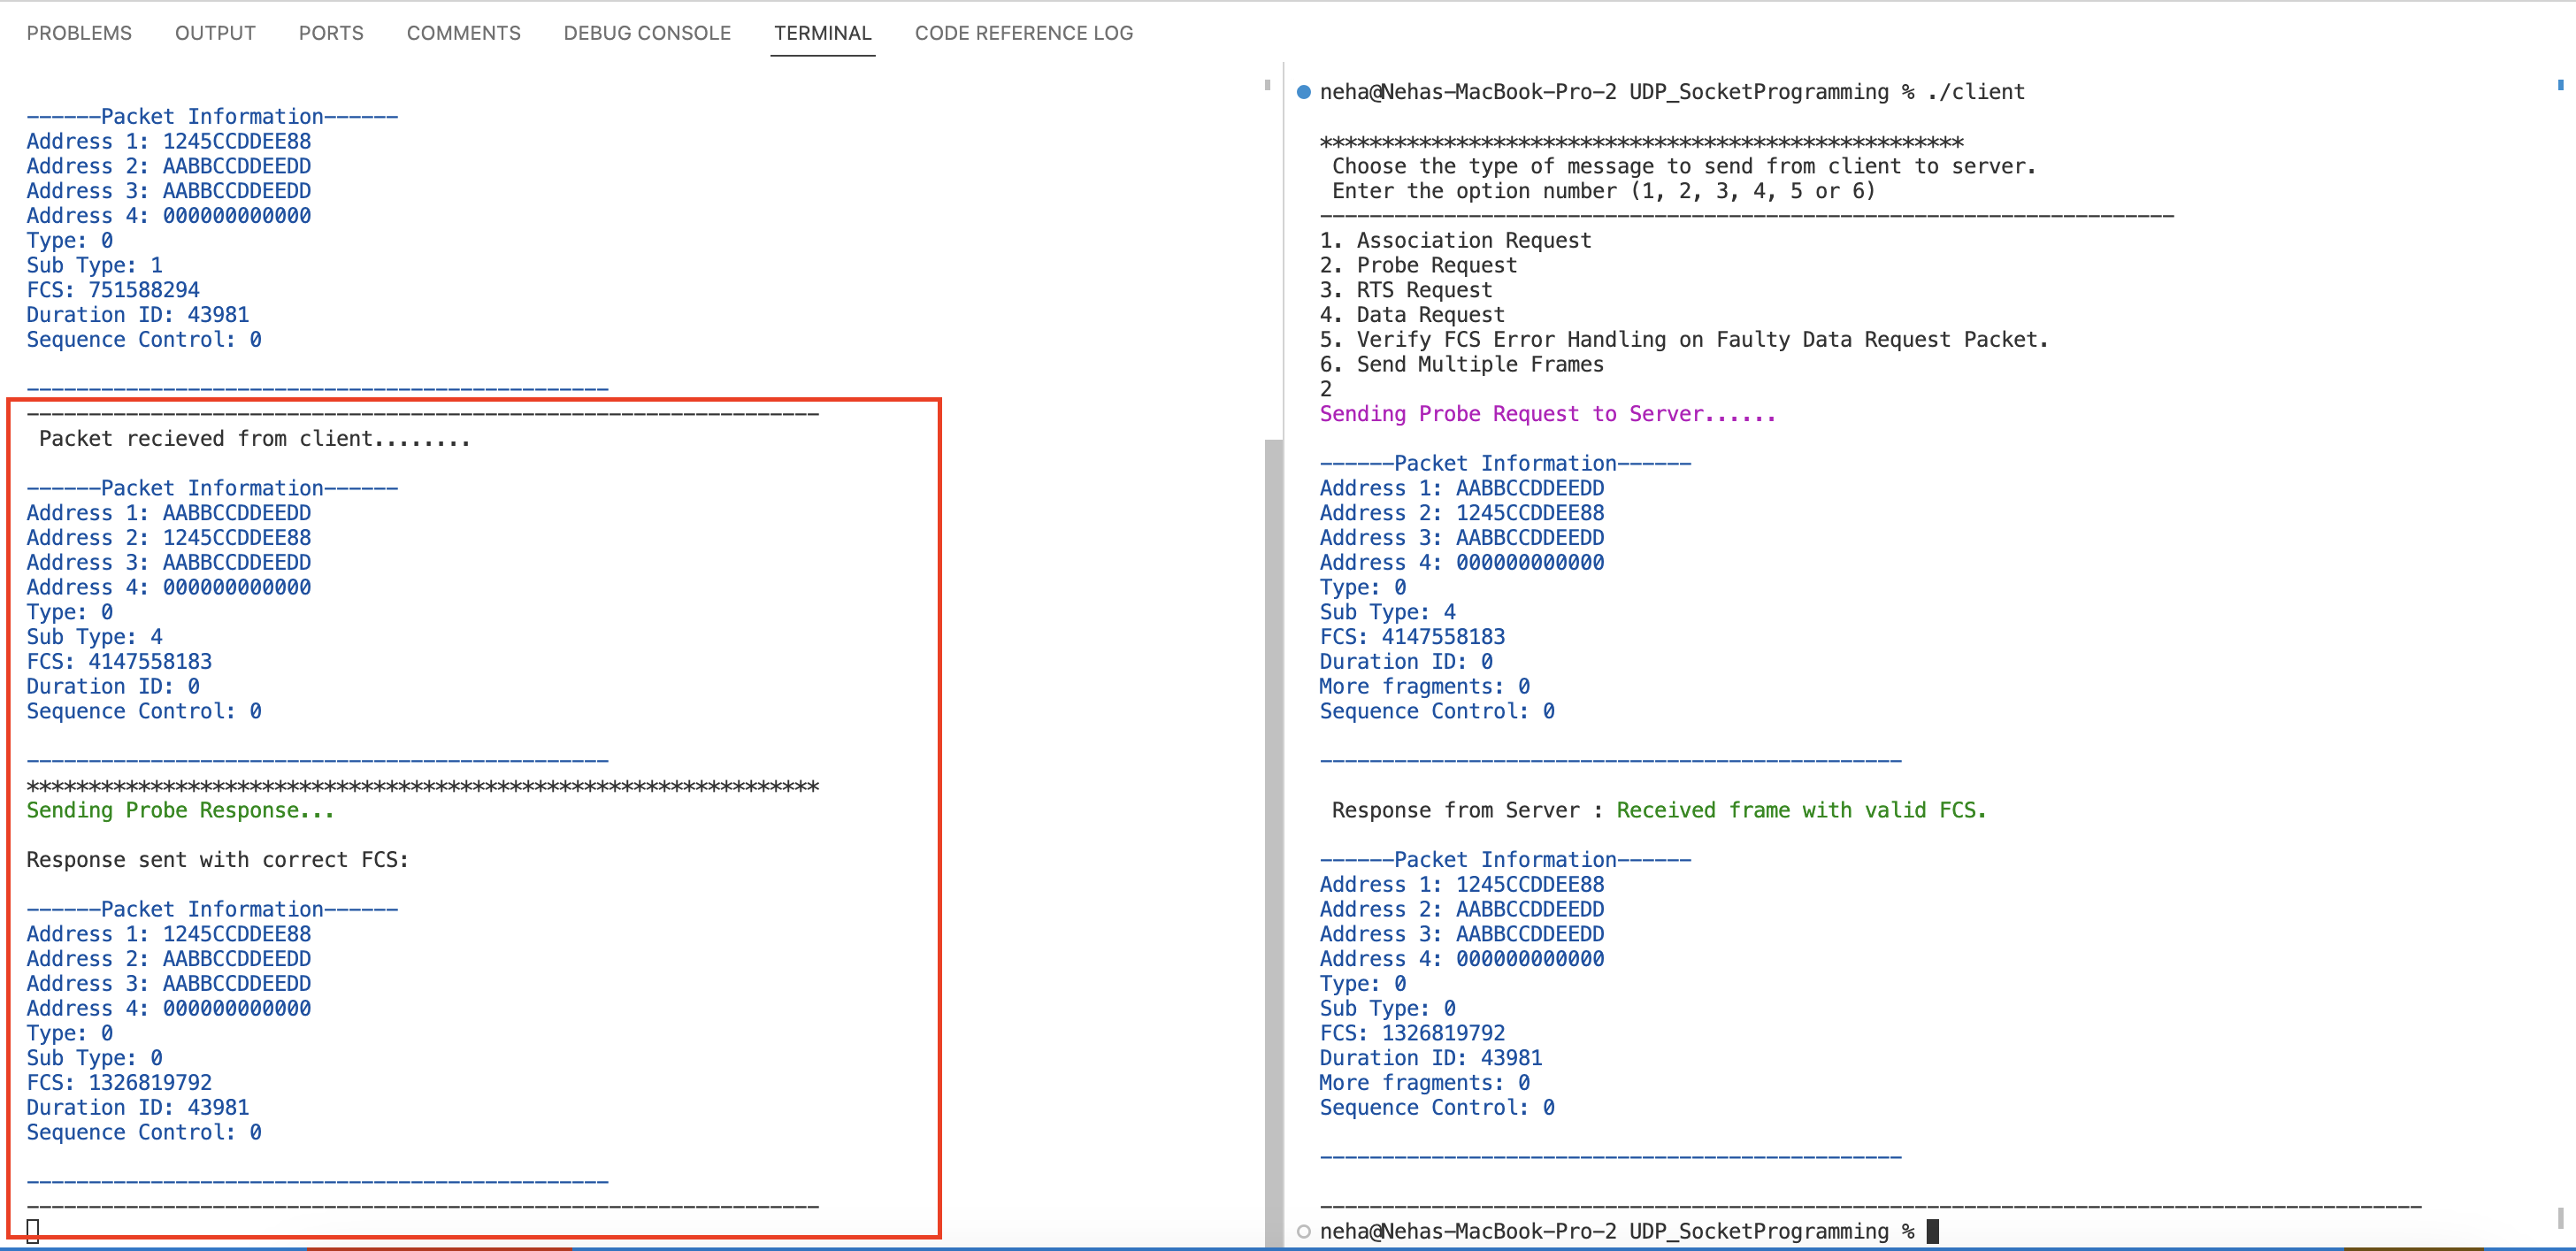 PROBLEMS OUTPUT PORTS COMMENTS DEBUG CONSOLE TERMINAL CODE REFERENCE LOG
------Packet Information------
Address 1: 1245CCDDEE88
Address 2: AABBCCDDEEDD
Address 3: AABBCCDDEEDD
Address 4: 000000000000
Type: 0
Sub Type: 1
FCS: 751588294
Duration ID: 43981
Sequence Control: 0
-----------------------------------------------
----------------------------------------------------------------
Packet recieved from client........
------Packet Information------
Address 1: AABBCCDDEEDD
Address 2: 1245CCDDEE88
Address 3: AABBCCDDEEDD
Address 4: 000000000000
Type: 0
Sub Type: 4
FCS: 4147558183
Duration ID: 0
Sequence Control: 0
-----------------------------------------------
****************************************************************
Sending Probe Response...
Response sent with correct FCS:
------Packet Information------
Address 1: 1245CCDDEE88
Address 2: AABBCCDDEEDD
Address 3: AABBCCDDEEDD
Address 4: 000000000000
Type: 0
Sub Type: 0
FCS: 1326819792
Duration ID: 43981
Sequence Control: 0
-----------------------------------------------
----------------------------------------------------------------
neha@Nehas-MacBook-Pro-2 UDP_SocketProgramming % ./client
****************************************************
Choose the type of message to send from client to server.
Enter the option number (1, 2, 3, 4, 5 or 6)
---------------------------------------------------------------------
1. Association Request
2. Probe Request
3. RTS Request
4. Data Request
5. Verify FCS Error Handling on Faulty Data Request Packet.
6. Send Multiple Frames
2
Sending Probe Request to Server......
------Packet Information------
Address 1: AABBCCDDEEDD
Address 2: 1245CCDDEE88
Address 3: AABBCCDDEEDD
Address 4: 000000000000
Type: 0
Sub Type: 4
FCS: 4147558183
Duration ID: 0
More fragments: 0
Sequence Control: 0
-----------------------------------------------
Response from Server : Received frame with valid FCS.
------Packet Information------
Address 1: 1245CCDDEE88
Address 2: AABBCCDDEEDD
Address 3: AABBCCDDEEDD
Address 4: 000000000000
Type: 0
Sub Type: 0
FCS: 1326819792
Duration ID: 43981
More fragments: 0
Sequence Control: 0
-----------------------------------------------
-----------------------------------------------------------------------------------------
neha@Nehas-MacBook-Pro-2 UDP_SocketProgramming %